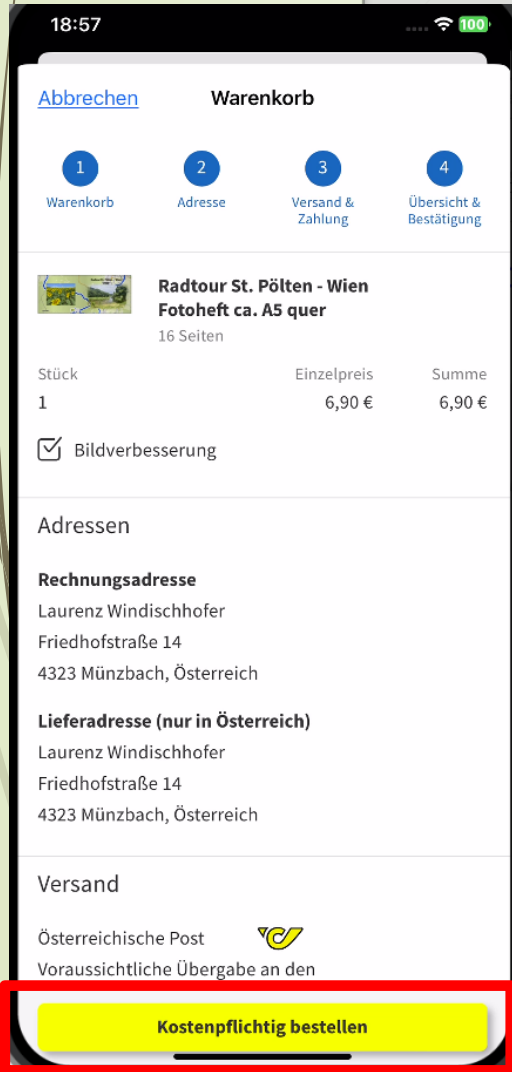 18:57
100
Abbrechen
Warenkorb
1
2
3
4
Warenkorb
Adresse
Versand &
Zahlung
Übersicht &
Bestätigung
Radtour St. Pölten - Wien
Fotoheft ca. A5 quer
16 Seiten
Stück Einzelpreis Summe
1 6,90 € 6,90 €
Bildverbesserung
Adressen
Rechnungsadresse
Laurenz Windischhofer
Friedhofstraße 14
4323 Münzbach, Österreich
Lieferadresse (nur in Österreich)
Laurenz Windischhofer
Friedhofstraße 14
4323 Münzbach, Österreich
Versand
Österreichische Post
Voraussichtliche Übergabe an den
Kostenpflichtig bestellen